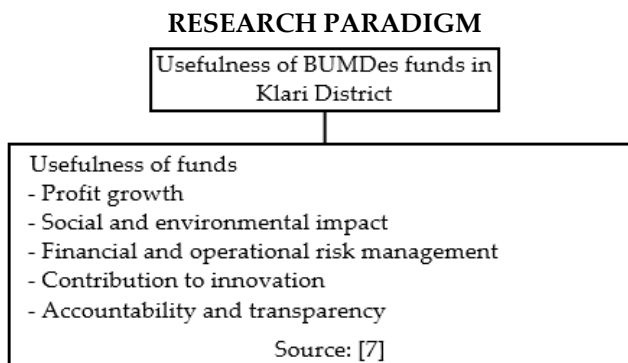 RESEARCH PARADIGM
Usefulness of BUMDes funds in
Klari District
Usefulness of funds
- Profit growth
- Social and environmental impact
- Financial and operational risk management
- Contribution to innovation
- Accountability and transparency
Source: [7]